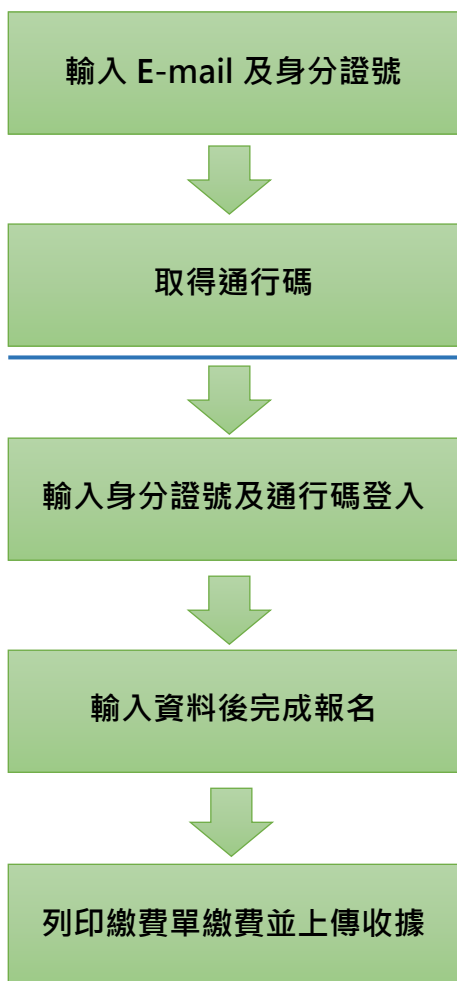 輸入 E-mail 及身分證號
取得通行碼
輸入身分證號及通行碼登入
輸入資料後完成報名
列印繳費單繳費並上傳收據